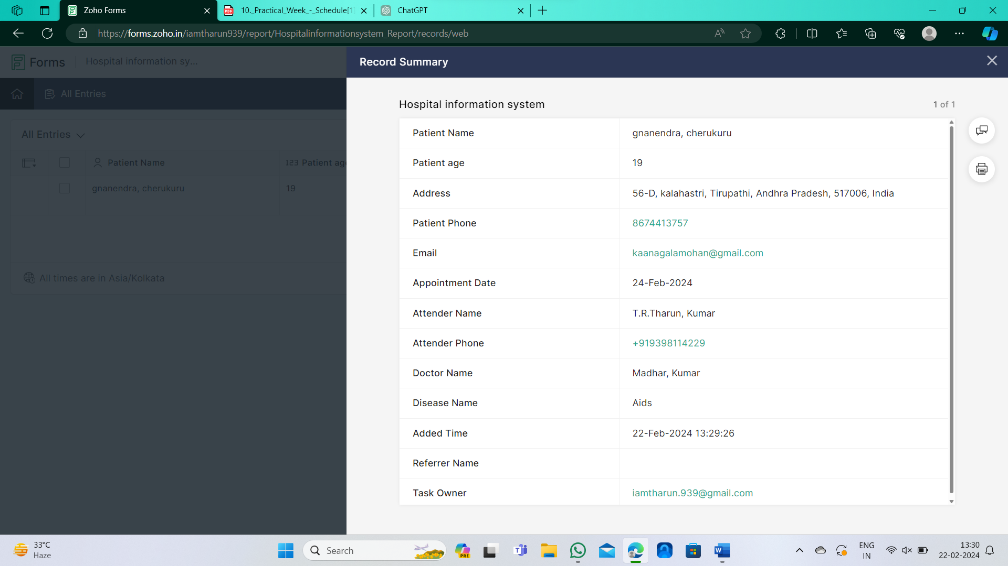 Zoho Forms
10._Practical_Week_-_Schedule[1
ChatGPT
https://forms.zoho.in/iamtharun939/report/Hospitalinformationsystem_Report/records/web
Forms
Hospital information sy...
All Entries
All Entries
Patient Name
Patient ag
gnanendra, cherukuru
19
All times are in Asia/Kolkata
Record Summary
Hospital information system
1 of 1
Patient Name gnanendra, cherukuru
Patient age 19
Address 56-D, kalahastri, Tirupathi, Andhra Pradesh, 517006, India
Patient Phone 8674413757
Email kaanagalamohan@gmail.com
Appointment Date 24-Feb-2024
Attender Name T.R.Tharun, Kumar
Attender Phone +919398114229
Doctor Name Madhar, Kumar
Disease Name Aids
Added Time 22-Feb-2024 13:29:26
Referrer Name
Task Owner iamtharun.939@gmail.com
33°C
Haze
Search
ENG
IN
13:30
22-02-2024